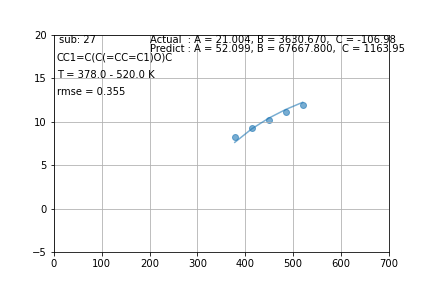 sub: 27
Actual : A = 21.004, B = 3630.670, C = -106.98
Predict : A = 52.099, B = 67667.800, C = 1163.95
CC1=C(C(=CC=C1)O)C
T = 378.0 - 520.0 K
rmse = 0.355
20
15
10
5
0
−5
0 100 200 300 400 500 600 700